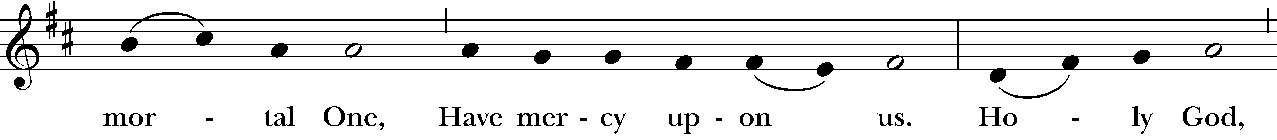 mor - tal One, Have mer - cy up - on us. Ho - ly God,